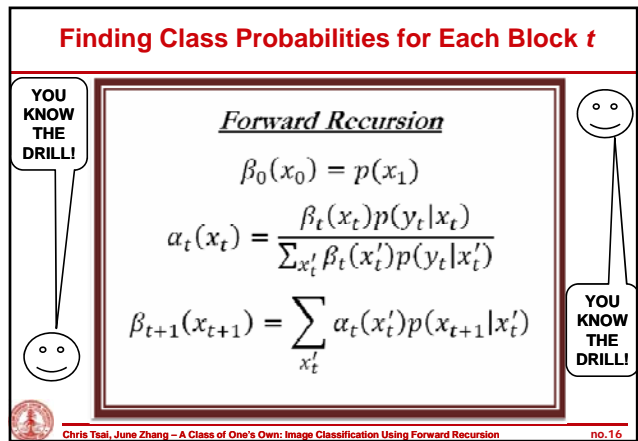 Finding Class Probabilities for Each Block t
YOU
KNOW
THE
DRILL!
Forward Recursion
β₀(x₀) = p(x₁)
αₜ(xₜ) = βₜ(xₜ)p(yₜ|xₜ) / ∑ₓ′ₜ βₜ(x′ₜ)p(yₜ|x′ₜ)
βₜ₊₁(xₜ₊₁) = ∑ₓ′ₜ αₜ(x′ₜ)p(xₜ₊₁|x′ₜ)
YOU
KNOW
THE
DRILL!
Chris Tsai, June Zhang – A Class of One's Own: Image Classification Using Forward Recursion no.16